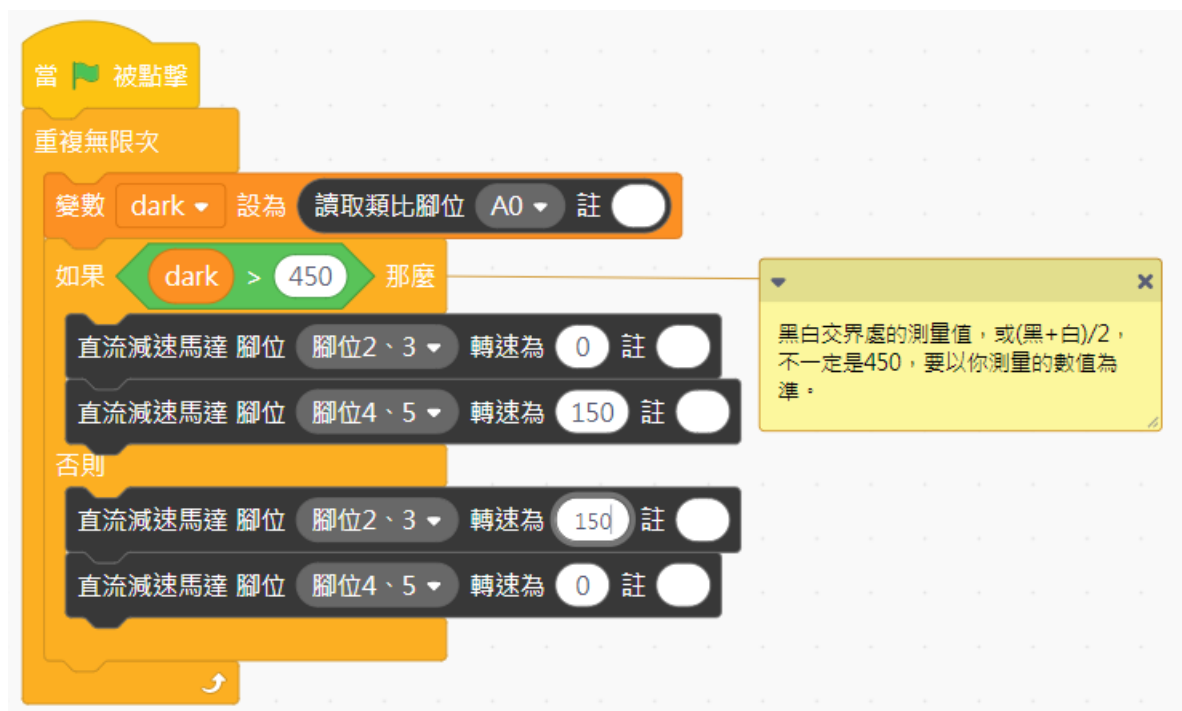 當 被點擊
重複無限次
變數 dark 設為 讀取類比腳位 A0 註
如果 dark > 450 那麼
直流減速馬達 腳位 腳位2、3 轉速為 0 註
直流減速馬達 腳位 腳位4、5 轉速為 150 註
否則
直流減速馬達 腳位 腳位2、3 轉速為 150 註
直流減速馬達 腳位 腳位4、5 轉速為 0 註
黑白交界處的測量值，或(黑+白)/2，
不一定是450，要以你測量的數值為
準。